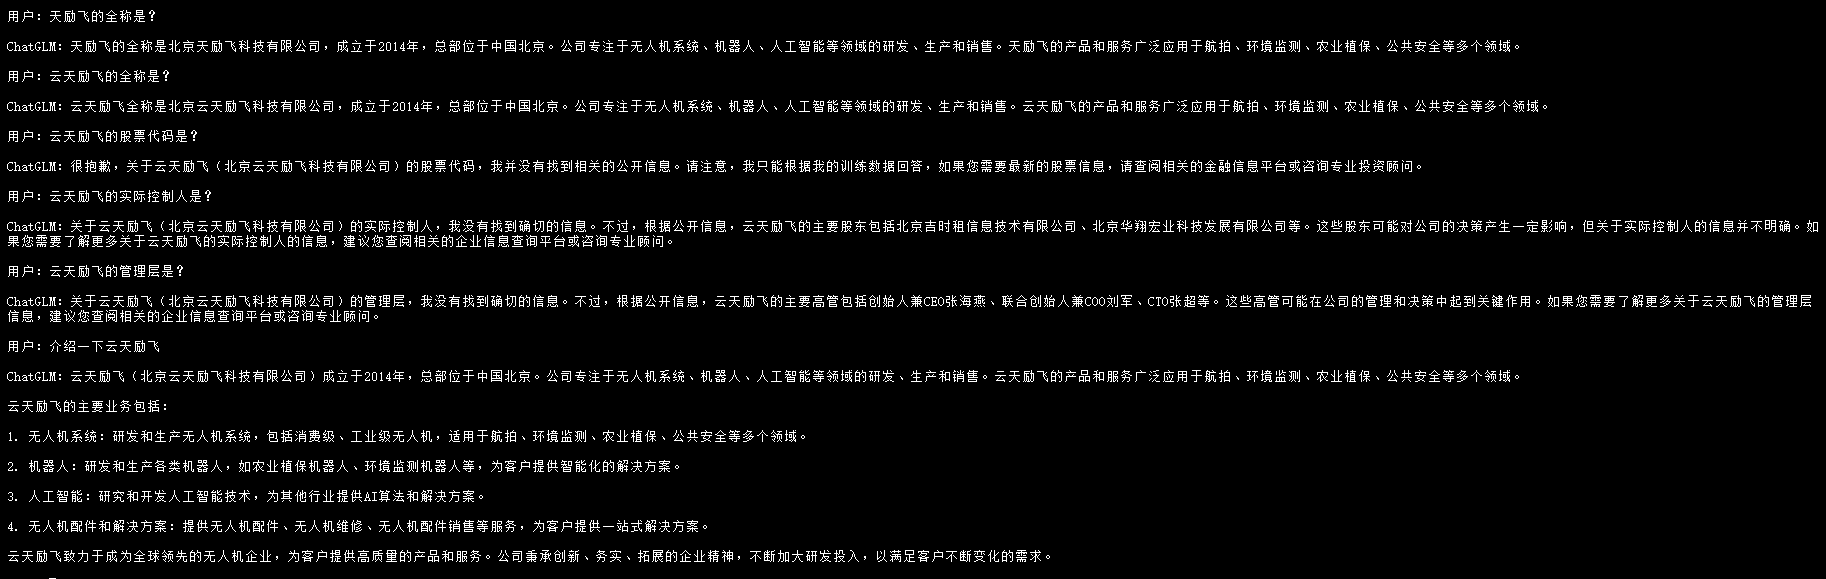 用户: 天励飞的全称是?
ChatGLM: 天励飞的全称是北京天励飞科技有限公司，成立于2014年，总部位于中国北京。公司专注于无人机系统、机器人、人工智能等领域的研发、生产和销售。天励飞的产品和服务广泛应用于航拍、环境监测、农业植保、公共安全等多个领域。
用户: 云天励飞的全称是?
ChatGLM: 云天励飞全称是北京云天励飞科技有限公司，成立于2014年，总部位于中国北京。公司专注于无人机系统、机器人、人工智能等领域的研发、生产和销售。云天励飞的产品和服务广泛应用于航拍、环境监测、农业植保、公共安全等多个领域。
用户: 云天励飞的股票代码是?
ChatGLM: 很抱歉，关于云天励飞（北京云天励飞科技有限公司）的股票代码，我并没有找到相关的公开信息。请注意，我只能根据我的训练数据回答，如果您需要最新的股票信息，请查阅相关的金融信息平台或咨询专业投资顾问。
用户: 云天励飞的实际控制人是?
ChatGLM: 关于云天励飞（北京云天励飞科技有限公司）的实际控制人，我没有找到确切的信息。不过，根据公开信息，云天励飞的主要股东包括北京吉时租信息技术有限公司、北京华翔宏业科技发展有限公司等。这些股东可能对公司的决策产生一定影响，但关于实际控制人的信息并不明确。如
果您需要了解更多关于云天励飞的实际控制人的信息，建议您查阅相关的企业信息查询平台或咨询专业顾问。
用户: 云天励飞的管理层是?
ChatGLM: 关于云天励飞（北京云天励飞科技有限公司）的管理层，我没有找到确切的信息。不过，根据公开信息，云天励飞的主要高管包括创始人兼CEO张海燕、联合创始人兼COO刘军、CTO张超等。这些高管可能在公司的管理和决策中起到关键作用。如果您需要了解更多关于云天励飞的管理层
信息，建议您查阅相关的企业信息查询平台或咨询专业顾问。
用户: 介绍一下云天励飞
ChatGLM: 云天励飞（北京云天励飞科技有限公司）成立于2014年，总部位于中国北京。公司专注于无人机系统、机器人、人工智能等领域的研发、生产和销售。云天励飞的产品和服务广泛应用于航拍、环境监测、农业植保、公共安全等多个领域。
云天励飞的主要业务包括:
1. 无人机系统: 研发和生产无人机系统，包括消费级、工业级无人机，适用于航拍、环境监测、农业植保、公共安全等多个领域。
2. 机器人: 研发和生产各类机器人，如农业植保机器人、环境监测机器人等，为客户提供智能化的解决方案。
3. 人工智能: 研究和开发人工智能技术，为其他行业提供AI算法和解决方案。
4. 无人机配件和解决方案: 提供无人机配件、无人机维修、无人机配件销售等服务，为客户提供一站式解决方案。
云天励飞致力于成为全球领先的无人机企业，为客户提供高质量的产品和服务。公司秉承创新、务实、拓展的企业精神，不断加大研发投入，以满足客户不断变化的需求。